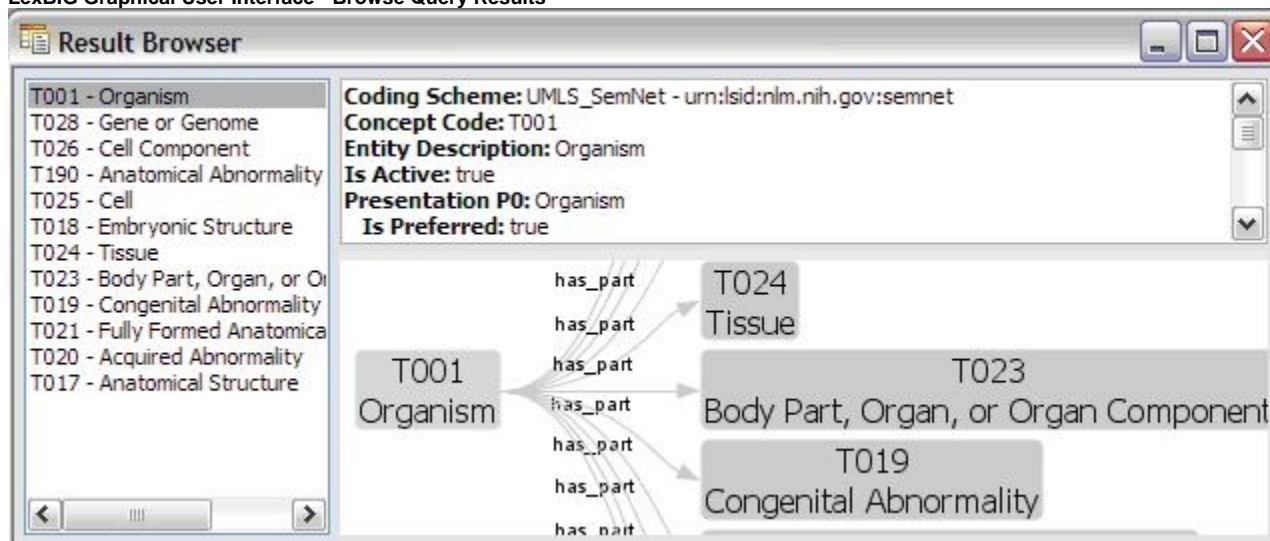 LexBIG Graphical User Interface - Browse Query Results
Result Browser
T001 - Organism
T028 - Gene or Genome
T026 - Cell Component
T190 - Anatomical Abnormality
T025 - Cell
T018 - Embryonic Structure
T024 - Tissue
T023 - Body Part, Organ, or Or
T019 - Congenital Abnormality
T021 - Fully Formed Anatomica
T020 - Acquired Abnormality
T017 - Anatomical Structure
Coding Scheme: UMLS_SemNet - urn:lsid:nlm.nih.gov:semnet
Concept Code: T001
Entity Description: Organism
Is Active: true
Presentation P0: Organism
Is Preferred: true
has_part
has_part
has_part
has_part
has_part
has_part
has_part
T001
Organism
T024
Tissue
T023
Body Part, Organ, or Organ Component
T019
Congenital Abnormality